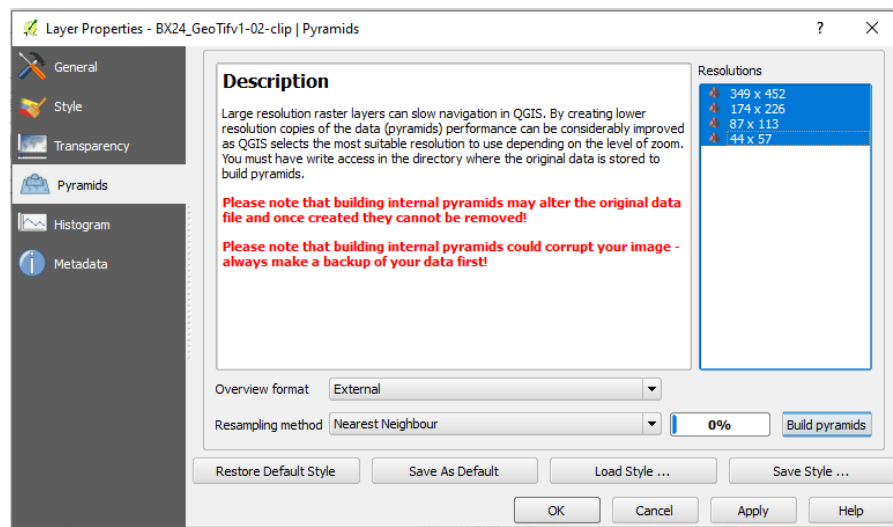 Layer Properties - BX24_GeoTifv1-02-clip | Pyramids
?
X
General
Style
Transparency
Pyramids
Histogram
Metadata
Description
Large resolution raster layers can slow navigation in QGIS. By creating lower
resolution copies of the data (pyramids) performance can be considerably improved
as QGIS selects the most suitable resolution to use depending on the level of zoom.
You must have write access in the directory where the original data is stored to
build pyramids.
Please note that building internal pyramids may alter the original data
file and once created they cannot be removed!
Please note that building internal pyramids could corrupt your image -
always make a backup of your data first!
Resolutions
349 x 452
174 x 226
87 x 113
44 x 57
Overview format External
Resampling method Nearest Neighbour 0% Build pyramids
Restore Default Style Save As Default Load Style ... Save Style ...
OK Cancel Apply Help